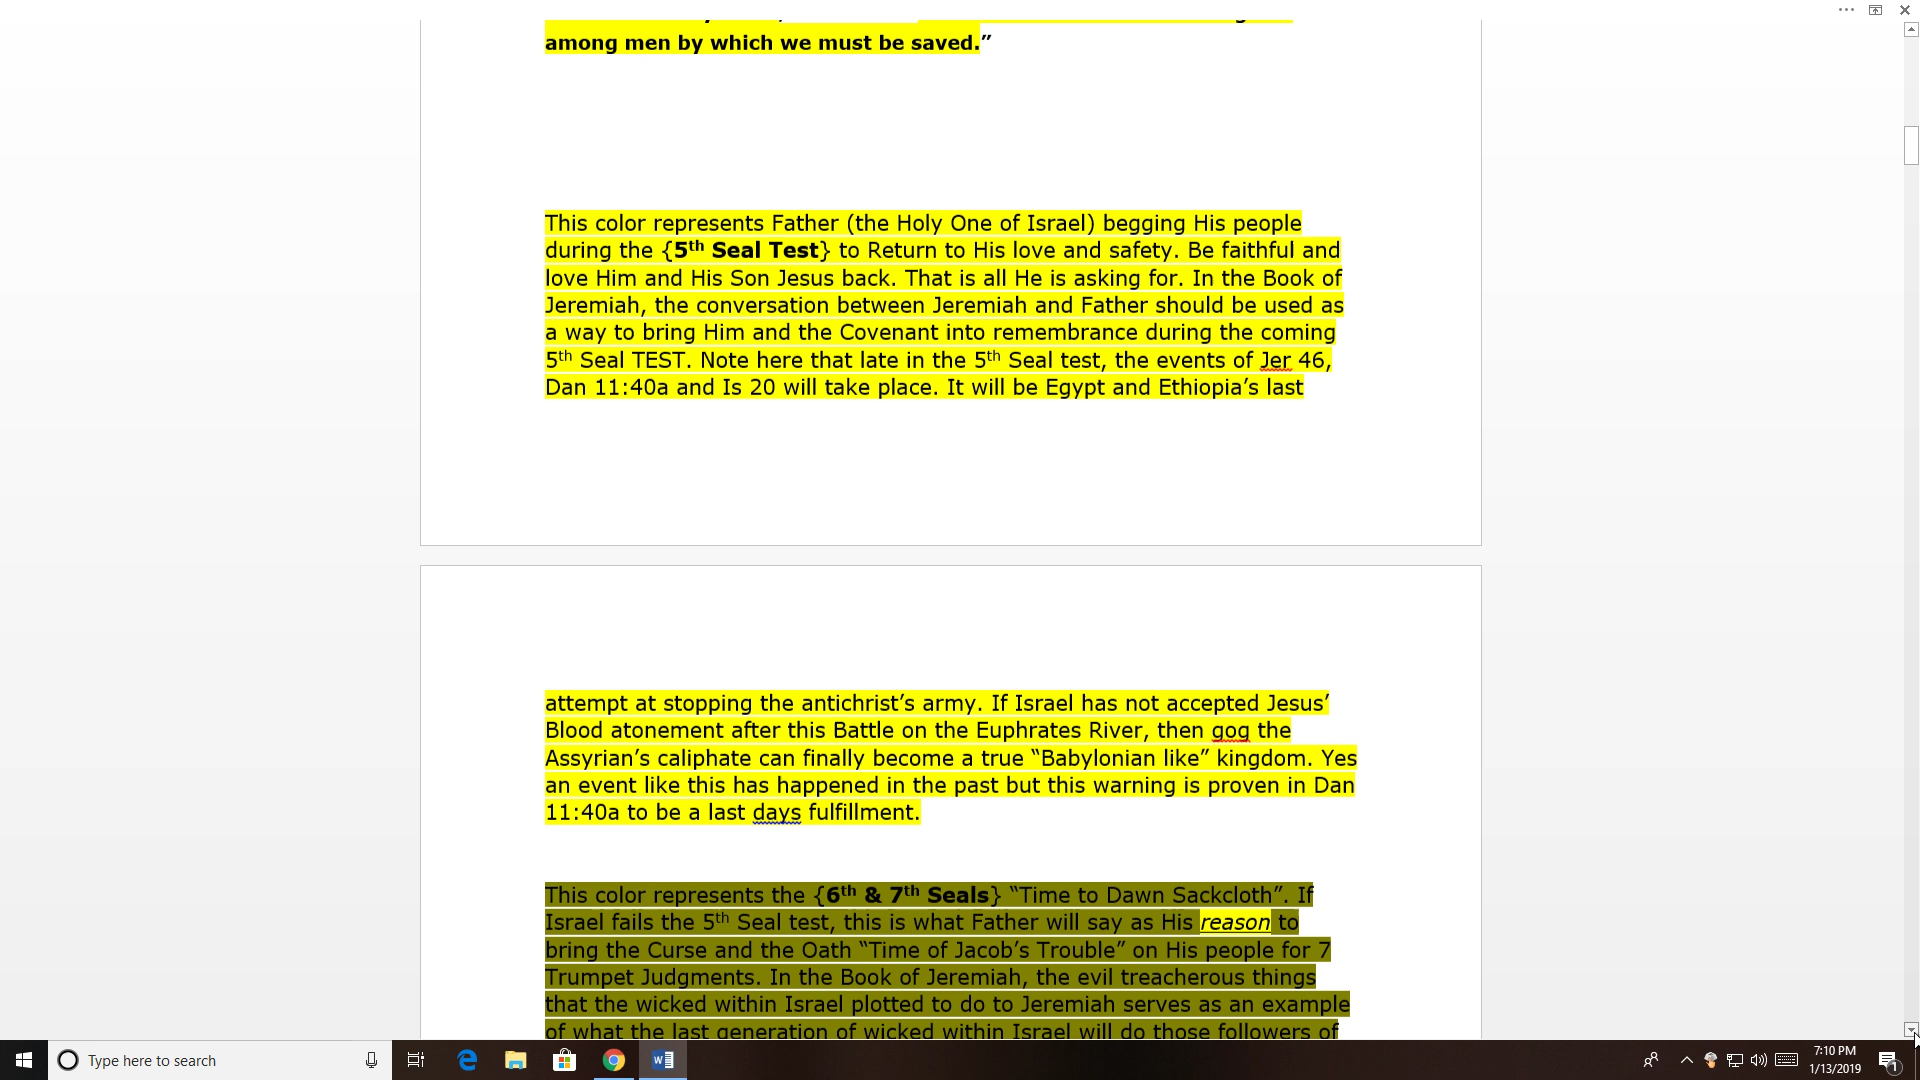 among men by which we must be saved.”
This color represents Father (the Holy One of Israel) begging His people
during the {5th Seal Test} to Return to His love and safety. Be faithful and
love Him and His Son Jesus back. That is all He is asking for. In the Book of
Jeremiah, the conversation between Jeremiah and Father should be used as
a way to bring Him and the Covenant into remembrance during the coming
5th Seal TEST. Note here that late in the 5th Seal test, the events of Jer 46,
Dan 11:40a and Is 20 will take place. It will be Egypt and Ethiopia’s last
attempt at stopping the antichrist’s army. If Israel has not accepted Jesus’
Blood atonement after this Battle on the Euphrates River, then gog the
Assyrian’s caliphate can finally become a true “Babylonian like” kingdom. Yes
an event like this has happened in the past but this warning is proven in Dan
11:40a to be a last days fulfillment.
This color represents the {6th & 7th Seals} “Time to Dawn Sackcloth”. If
Israel fails the 5th Seal test, this is what Father will say as His reason to
bring the Curse and the Oath “Time of Jacob’s Trouble” on His people for 7
Trumpet Judgments. In the Book of Jeremiah, the evil treacherous things
that the wicked within Israel plotted to do to Jeremiah serves as an example
of what the last generation of wicked within Israel will do those followers of
Type here to search
7:10 PM
1/13/2019
1